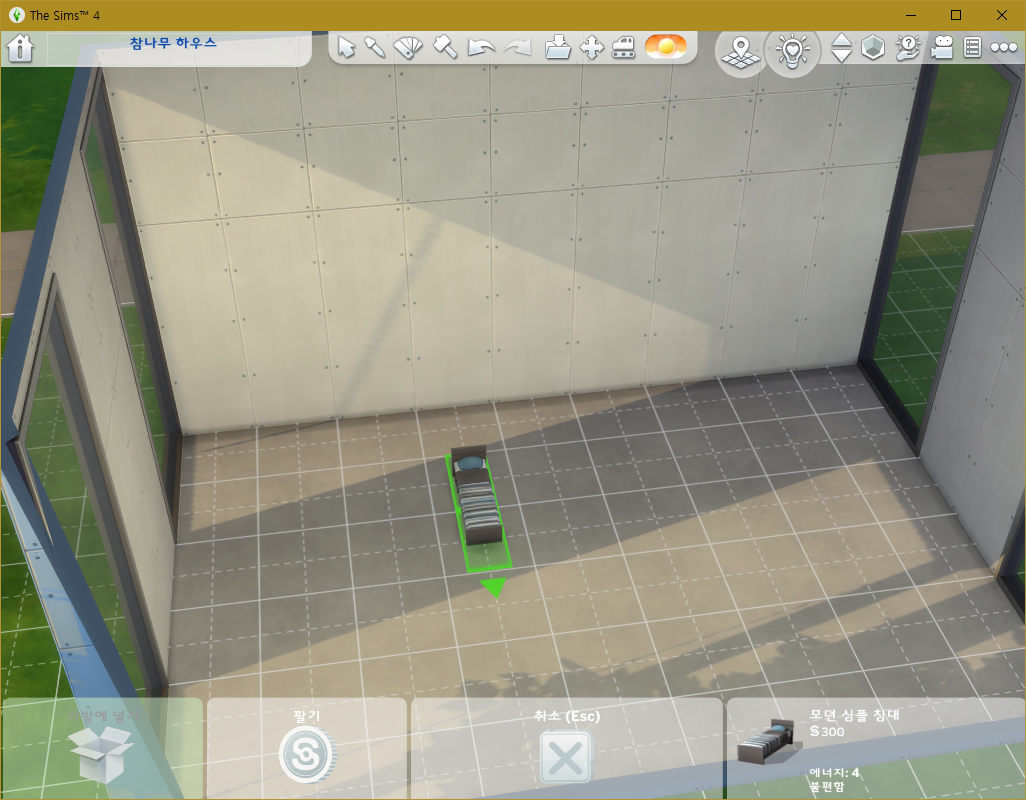 The Sims™ 4
참나무 하우스
팔기
취소 (Esc)
모던 심플 침대
§300
에너지: 4
불편함